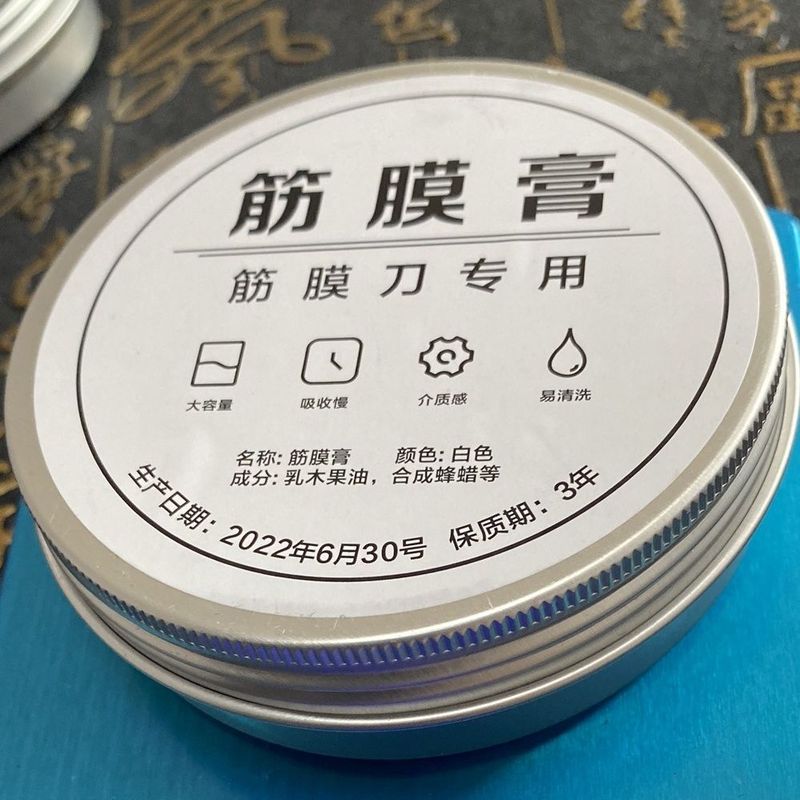 筋膜膏
筋膜刀专用
大容量 吸收慢 介质感 易清洗
名称: 筋膜膏 颜色: 白色
成分: 乳木果油, 合成蜂蜡等
生产日期: 2022年6月30号 保质期: 3年